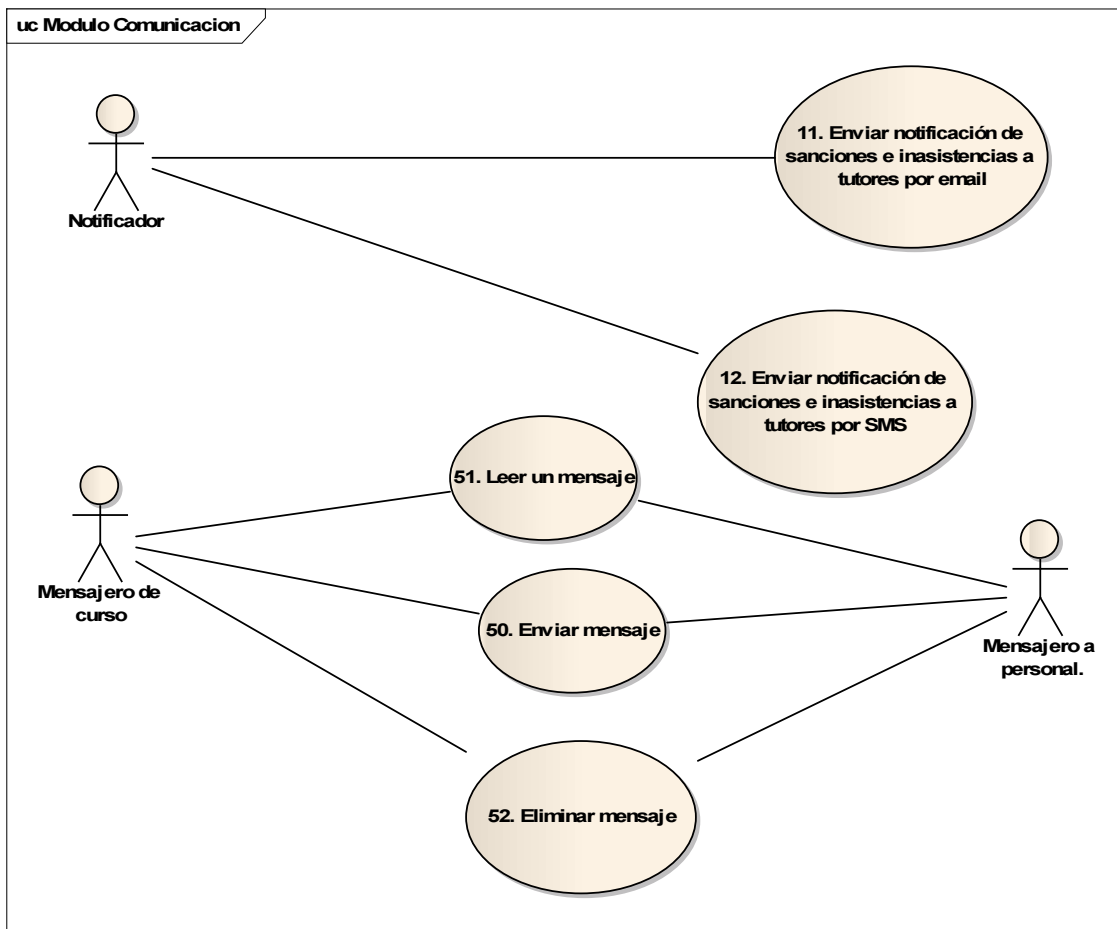 uc Modulo Comunicacion
11. Enviar notificación de
sanciones e inasistencias a
tutores por email
Notificador
12. Enviar notificación de
sanciones e inasistencias a
tutores por SMS
51. Leer un mensaje
Mensajero de
curso
50. Enviar mensaje
Mensajero a
personal.
52. Eliminar mensaje